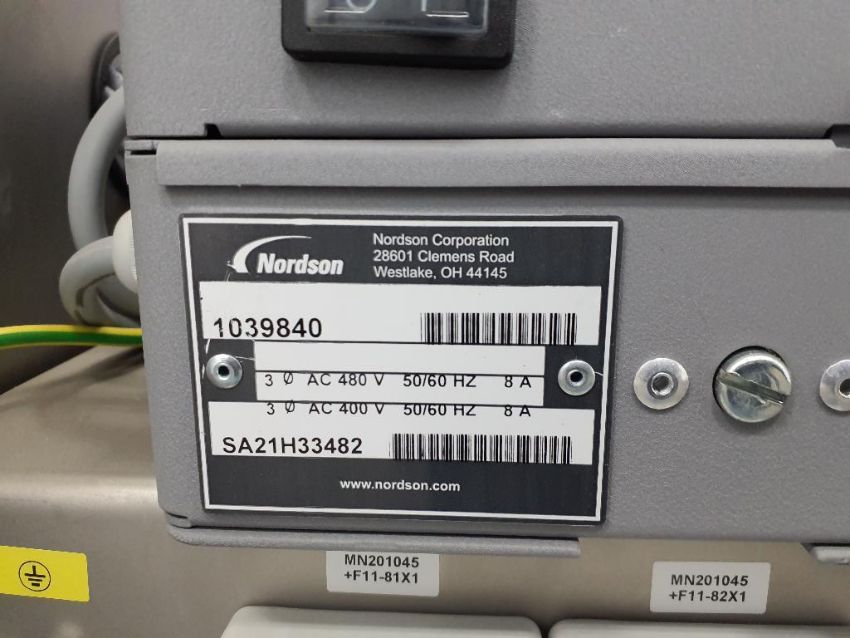 Nordson
Nordson Corporation
28601 Clemens Road
Westlake, OH 44145
1039840
3 Ø AC 480 V 50/60 HZ 8 A
3 Ø AC 400 V 50/60 HZ 8 A
SA21H33482
www.nordson.com
MN201045
+F11-81X1
MN201045
+F11-82X1